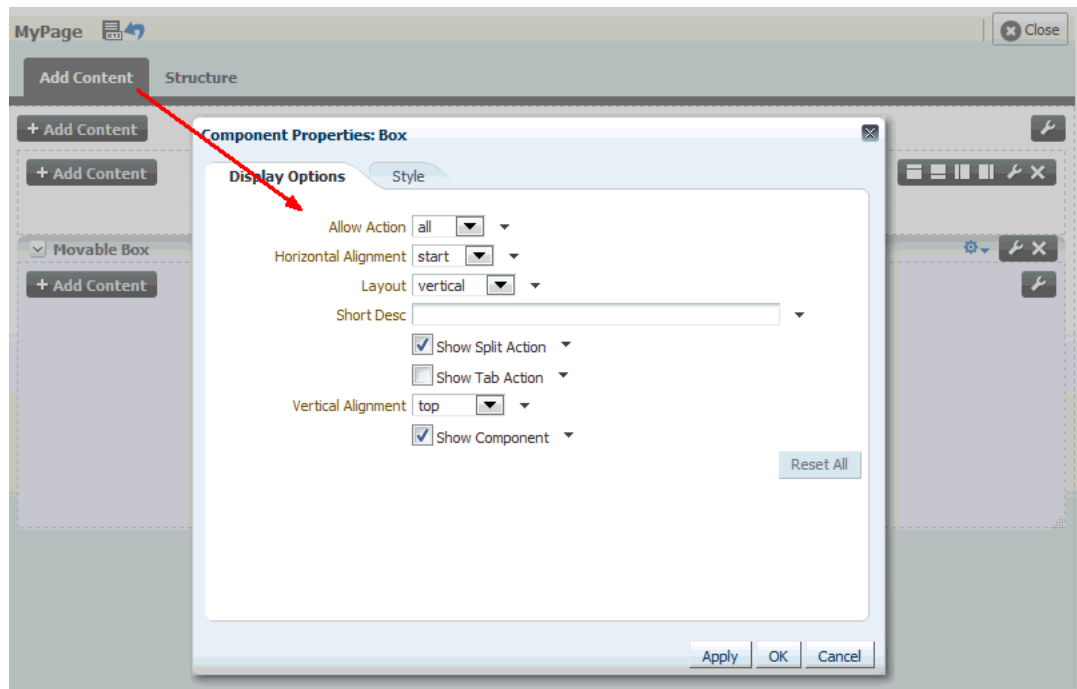 MyPage
Close
Add Content Structure
+ Add Content
Component Properties: Box
+ Add Content
Display Options Style
Allow Action all
Movable Box
Horizontal Alignment start
+ Add Content
Layout vertical
Short Desc
Show Split Action
Show Tab Action
Vertical Alignment top
Show Component
Reset All
Apply OK Cancel